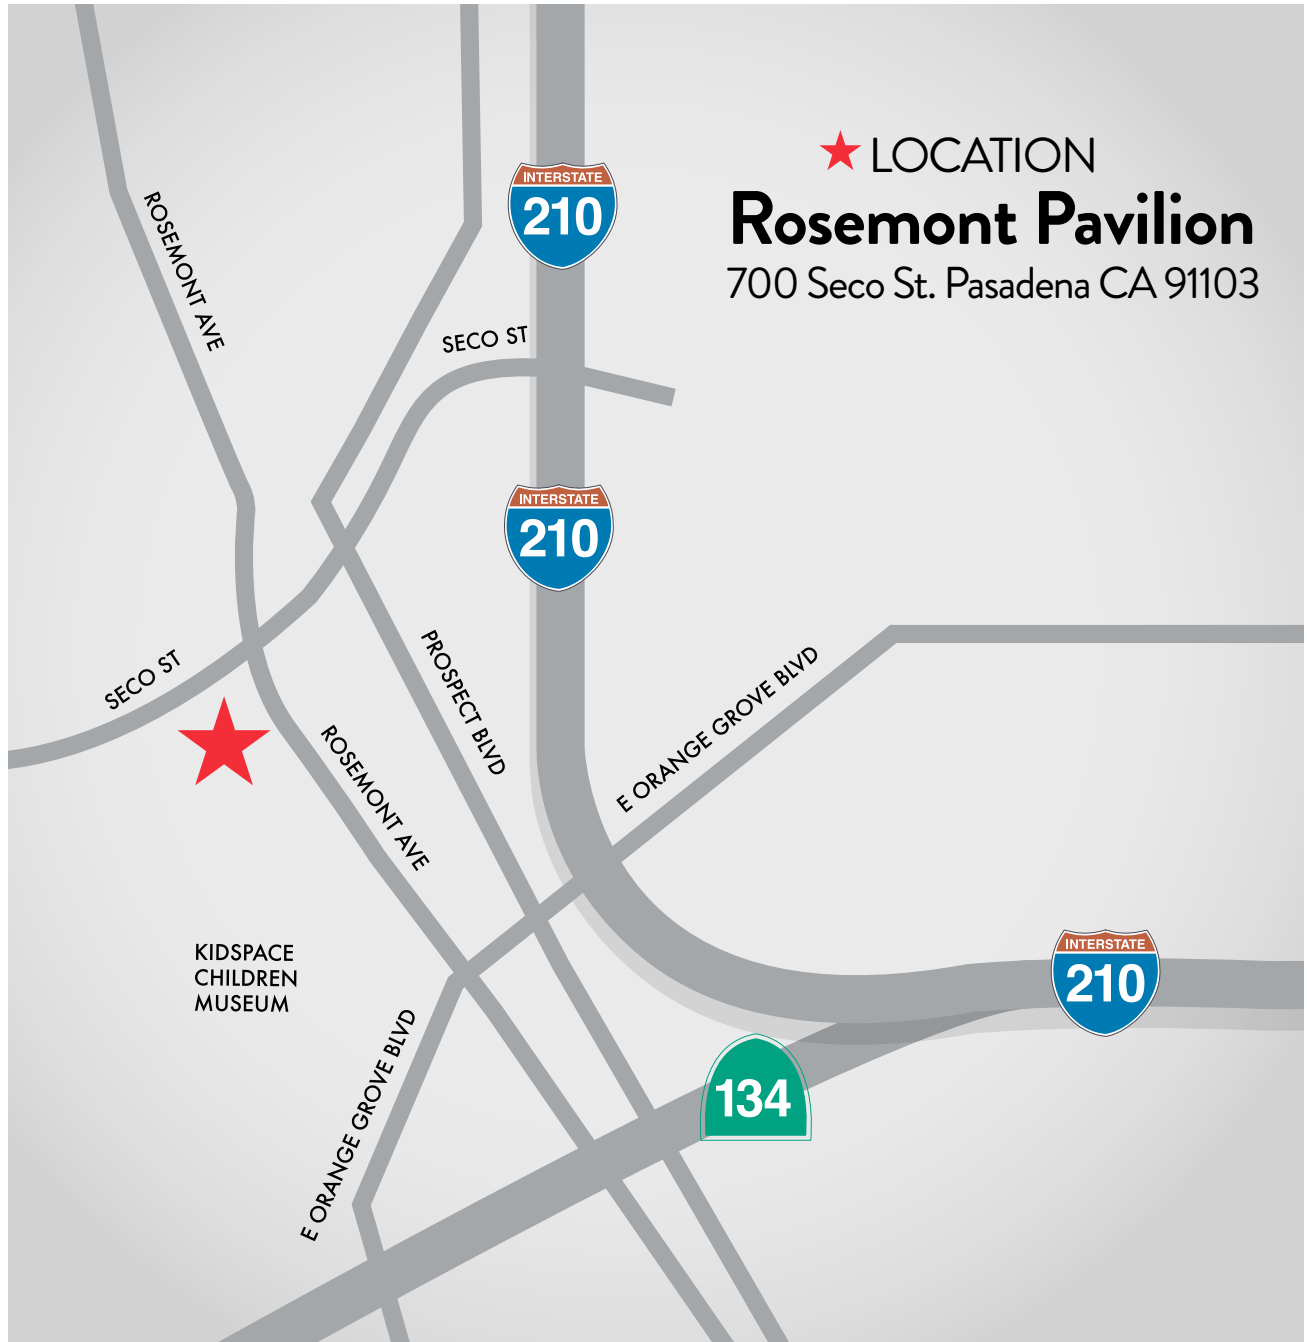 LOCATION
Rosemont Pavilion
700 Seco St. Pasadena CA 91103
INTERSTATE
210
ROSEMONT AVE
SECO ST
INTERSTATE
210
SECO ST
PROSPECT BLVD
E ORANGE GROVE BLVD
ROSEMONT AVE
KIDSPACE
CHILDREN
MUSEUM
INTERSTATE
210
E ORANGE GROVE BLVD
134